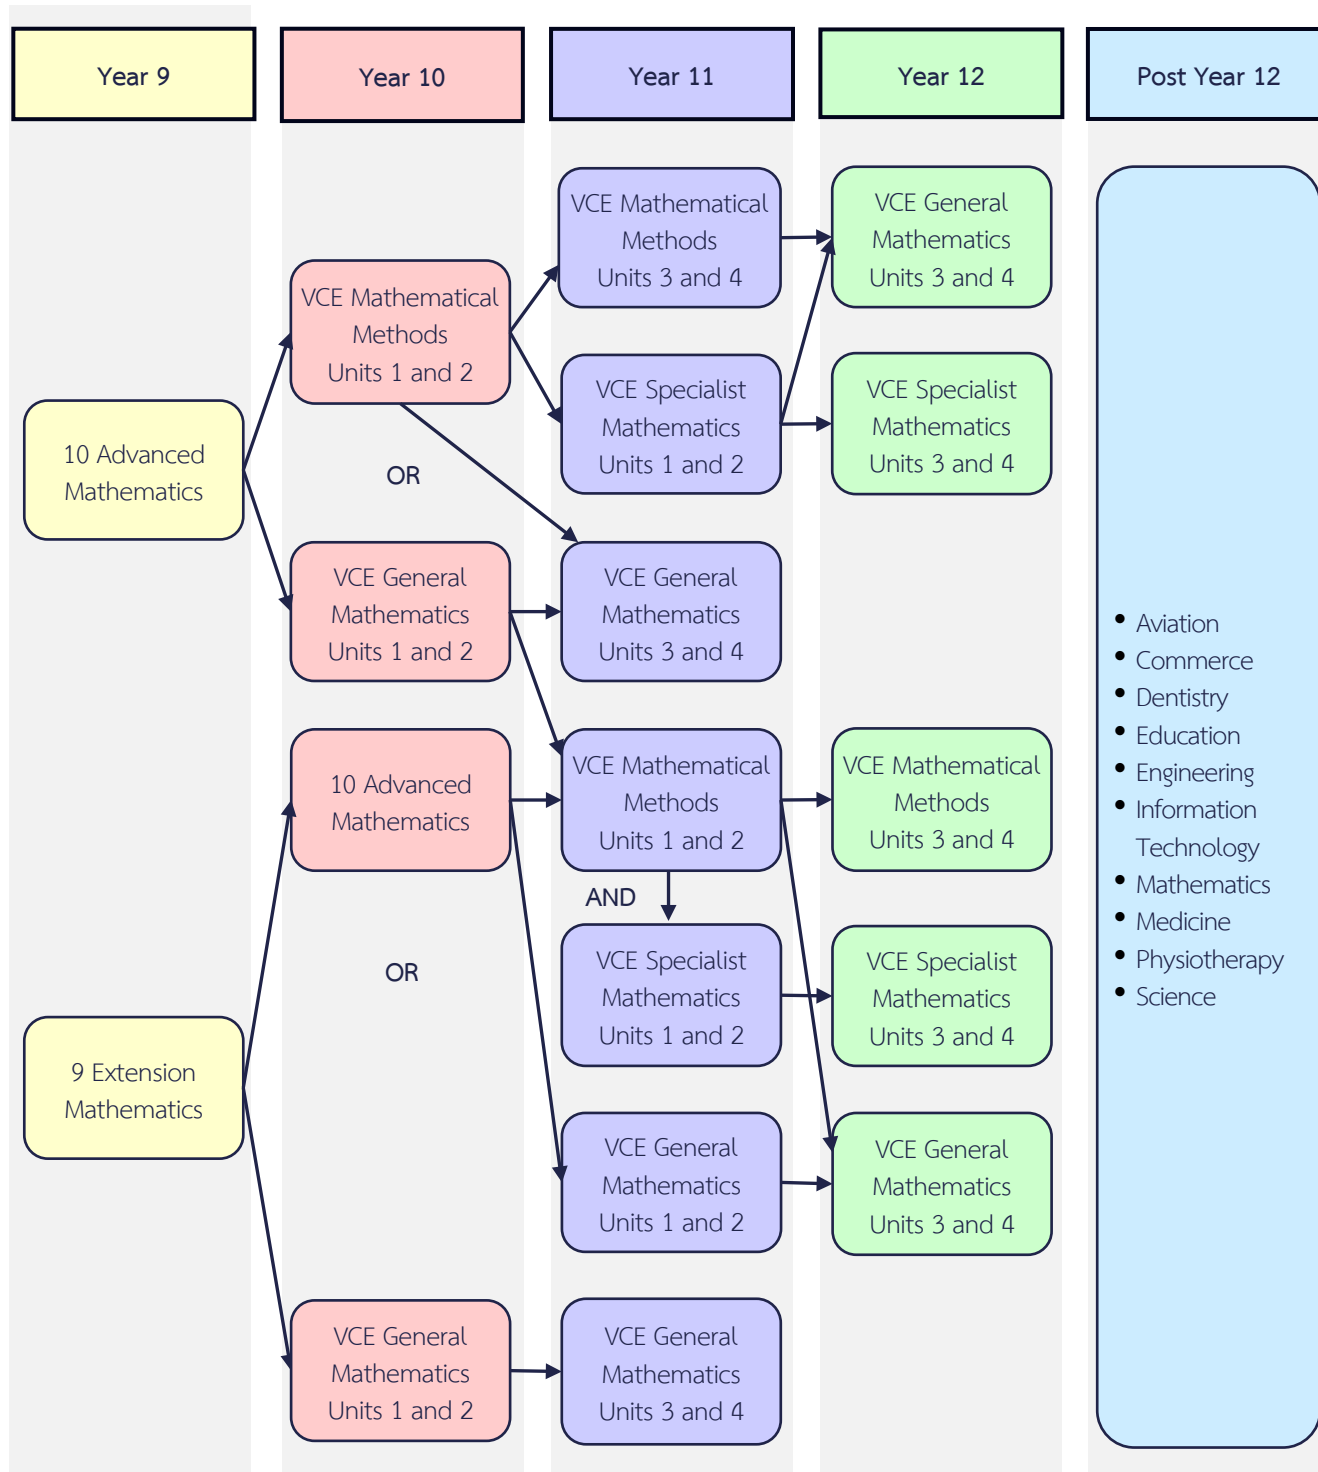 Year 9
Year 10
Year 11
Year 12
Post Year 12
10 Advanced
Mathematics
9 Extension
Mathematics
VCE Mathematical
Methods
Units 1 and 2
OR
VCE General
Mathematics
Units 1 and 2
10 Advanced
Mathematics
OR
VCE General
Mathematics
Units 1 and 2
VCE Mathematical
Methods
Units 3 and 4
VCE Specialist
Mathematics
Units 1 and 2
VCE General
Mathematics
Units 3 and 4
VCE Mathematical
Methods
Units 1 and 2
AND
VCE Specialist
Mathematics
Units 1 and 2
VCE General
Mathematics
Units 1 and 2
VCE General
Mathematics
Units 3 and 4
VCE General
Mathematics
Units 3 and 4
VCE Specialist
Mathematics
Units 3 and 4
VCE Mathematical
Methods
Units 3 and 4
VCE Specialist
Mathematics
Units 3 and 4
VCE General
Mathematics
Units 3 and 4
• Aviation
• Commerce
• Dentistry
• Education
• Engineering
• Information
Technology
• Mathematics
• Medicine
• Physiotherapy
• Science